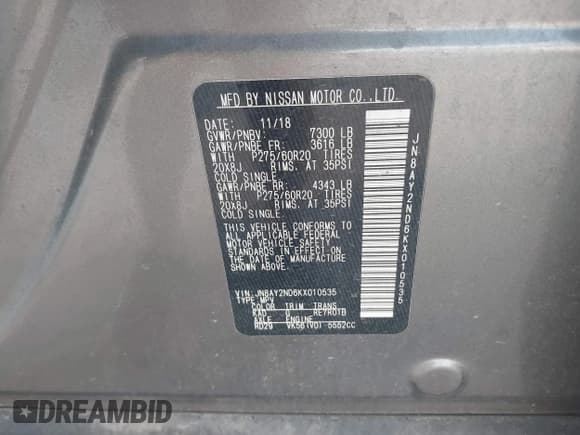 MFD BY NISSAN MOTOR CO.,LTD.
DATE: 11/18
GVWR/PNBV: 7300 LB
GAWR/PNBE FR: 3616 LB
WITH P275/60R20 TIRES
20X8J RIMS. AT 35PSI
COLD SINGLE.
GAWR/PNBE RR: 4343 LB
WITH P275/60R20 TIRES
20X8J RIMS. AT 35PSI
COLD SINGLE.
THIS VEHICLE CONFORMS TO
ALL APPLICABLE FEDERAL
MOTOR VEHICLE SAFETY
STANDARDS IN EFFECT ON
THE DATE OF MANUFACTURE
SHOWN ABOVE.
VIN: JN8AY2ND6KX010535
TYPE MPV
COLOR TRIM TRANS
KAD RE7R01B
AXLE ENGINE
RD29 VK56(VD) 5552CC
JN8AY2ND6KX010535
DREAMBID